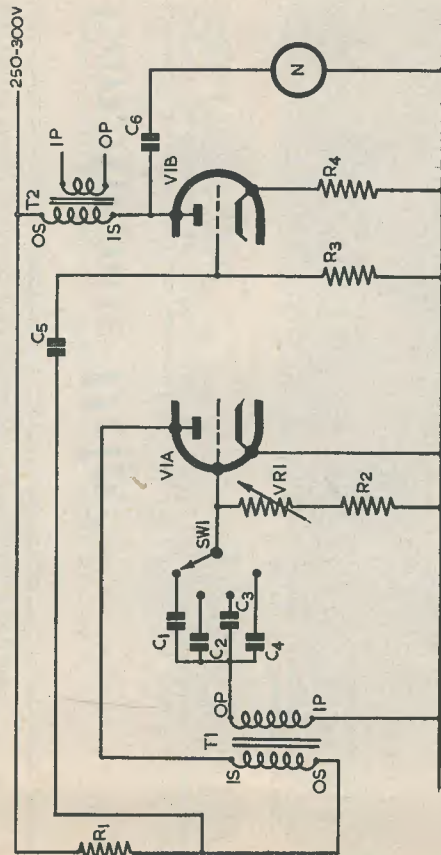 250-300V
R1
T2
OS
IS
IP
OP
C5
C6
V1A
V1B
SW1
C1
C2
C3
C4
T1
IS
OP
OS
IP
VR1
R2
R3
R4
N